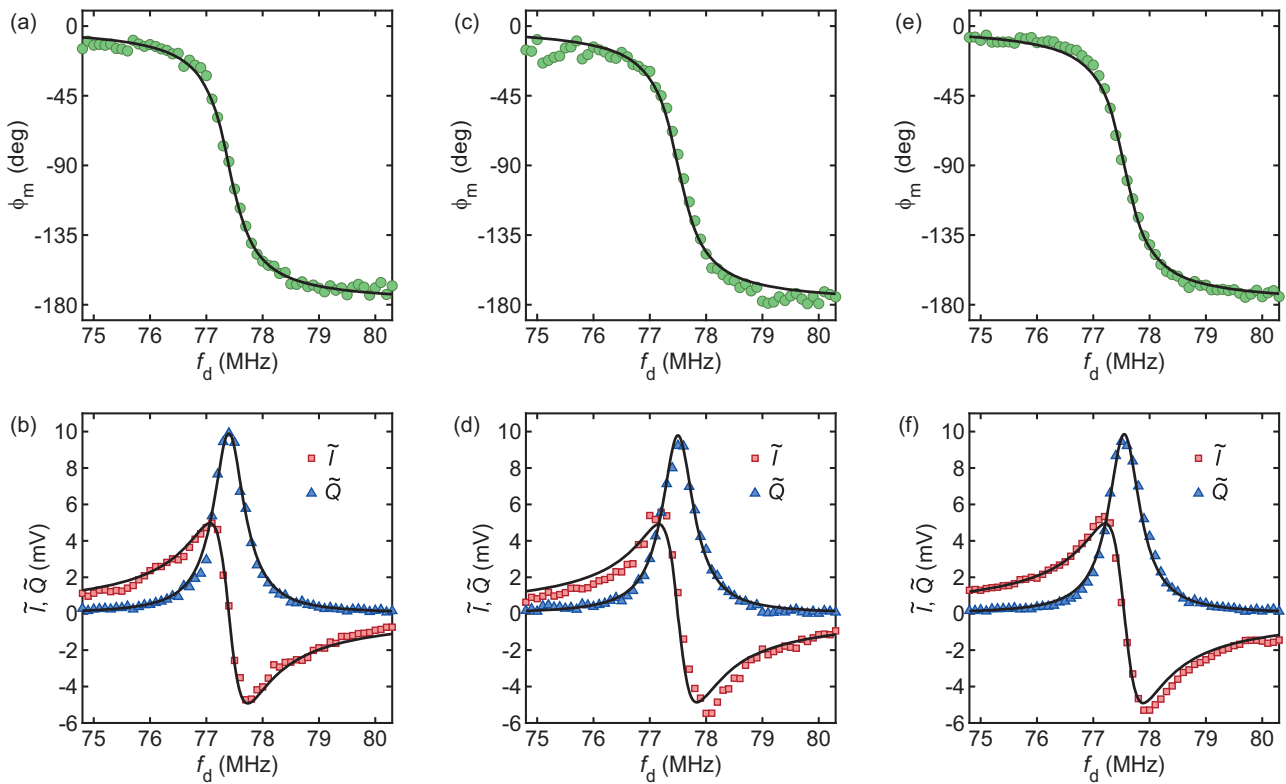 (a)
0
-45
-90
-135
-180
ϕm (deg)
75 76 77 78 79 80
fd (MHz)
(c)
0
-45
-90
-135
-180
ϕm (deg)
75 76 77 78 79 80
fd (MHz)
(e)
0
-45
-90
-135
-180
ϕm (deg)
75 76 77 78 79 80
fd (MHz)
(b)
10
8
6
4
2
0
-2
-4
-6
Ĩ, Q̃ (mV)
Ĩ
Q̃
75 76 77 78 79 80
fd (MHz)
(d)
10
8
6
4
2
0
-2
-4
-6
Ĩ, Q̃ (mV)
Ĩ
Q̃
75 76 77 78 79 80
fd (MHz)
(f)
10
8
6
4
2
0
-2
-4
-6
Ĩ, Q̃ (mV)
Ĩ
Q̃
75 76 77 78 79 80
fd (MHz)